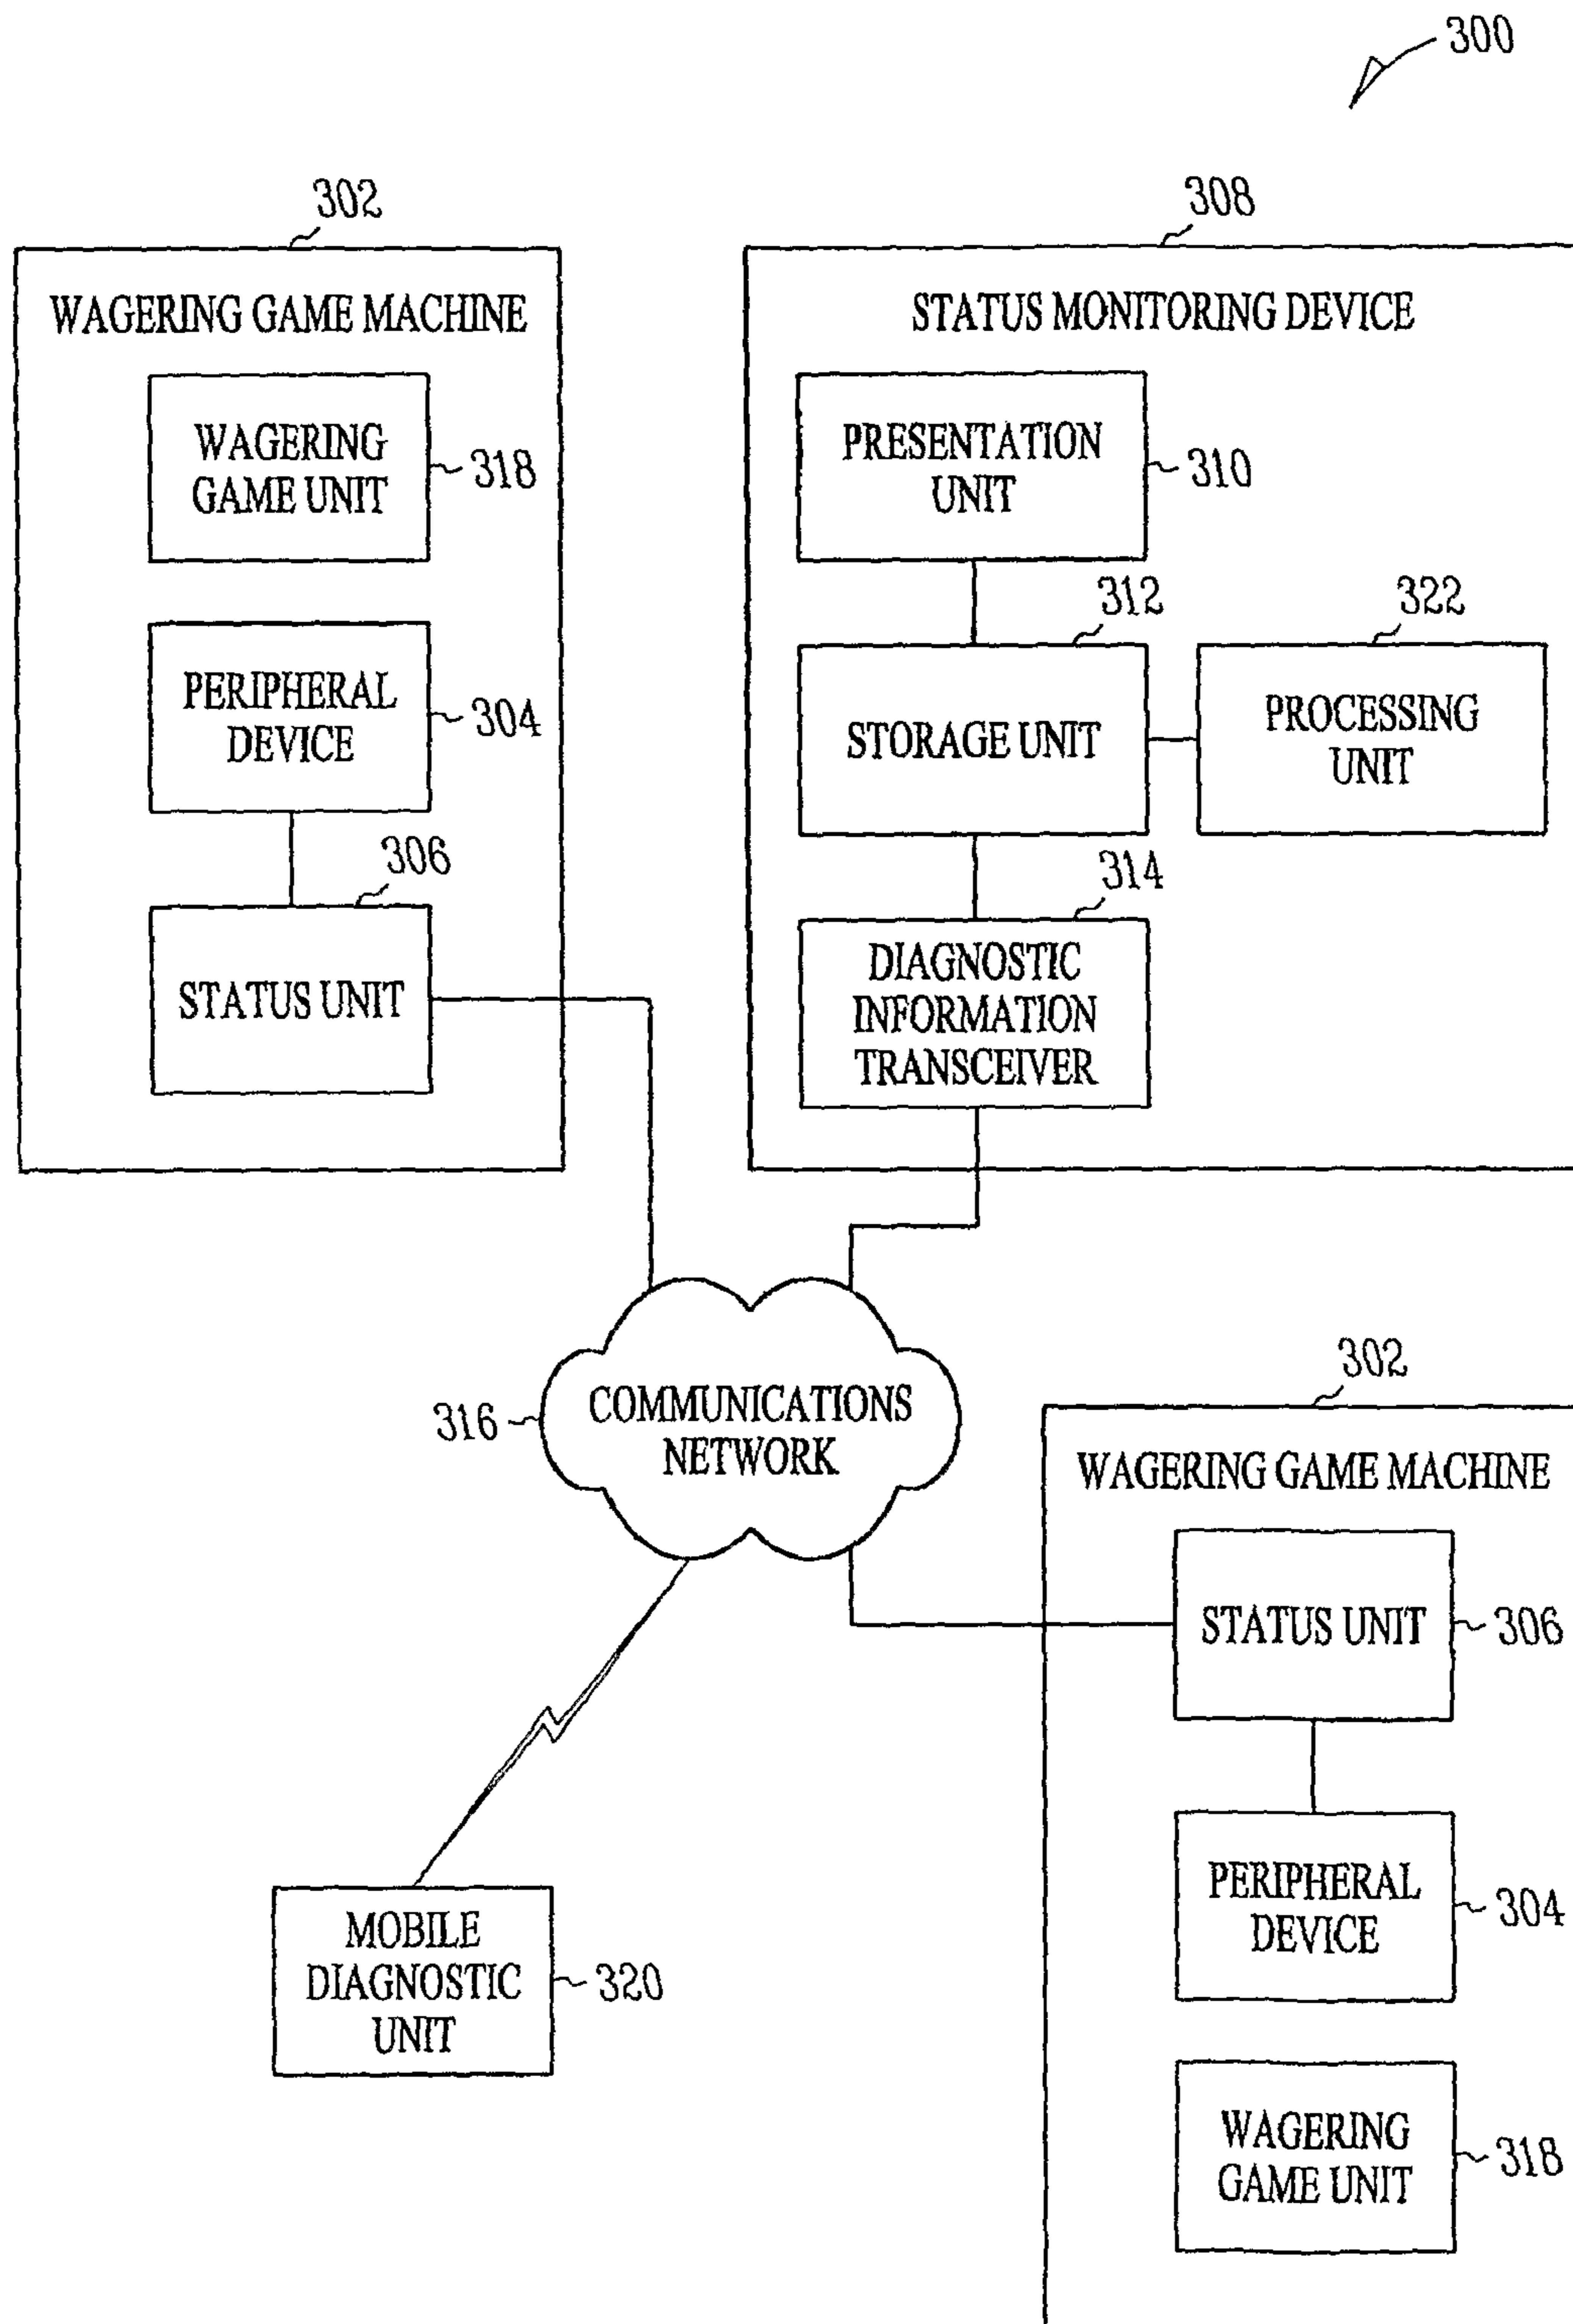 300
302
WAGERING GAME MACHINE
WAGERING
GAME UNIT
318
PERIPHERAL
DEVICE
304
306
STATUS UNIT
308
STATUS MONITORING DEVICE
PRESENTATION
UNIT
310
312
STORAGE UNIT
322
PROCESSING
UNIT
314
DIAGNOSTIC
INFORMATION
TRANSCEIVER
316
COMMUNICATIONS
NETWORK
302
WAGERING GAME MACHINE
STATUS UNIT
306
PERIPHERAL
DEVICE
304
WAGERING
GAME UNIT
318
MOBILE
DIAGNOSTIC
UNIT
320